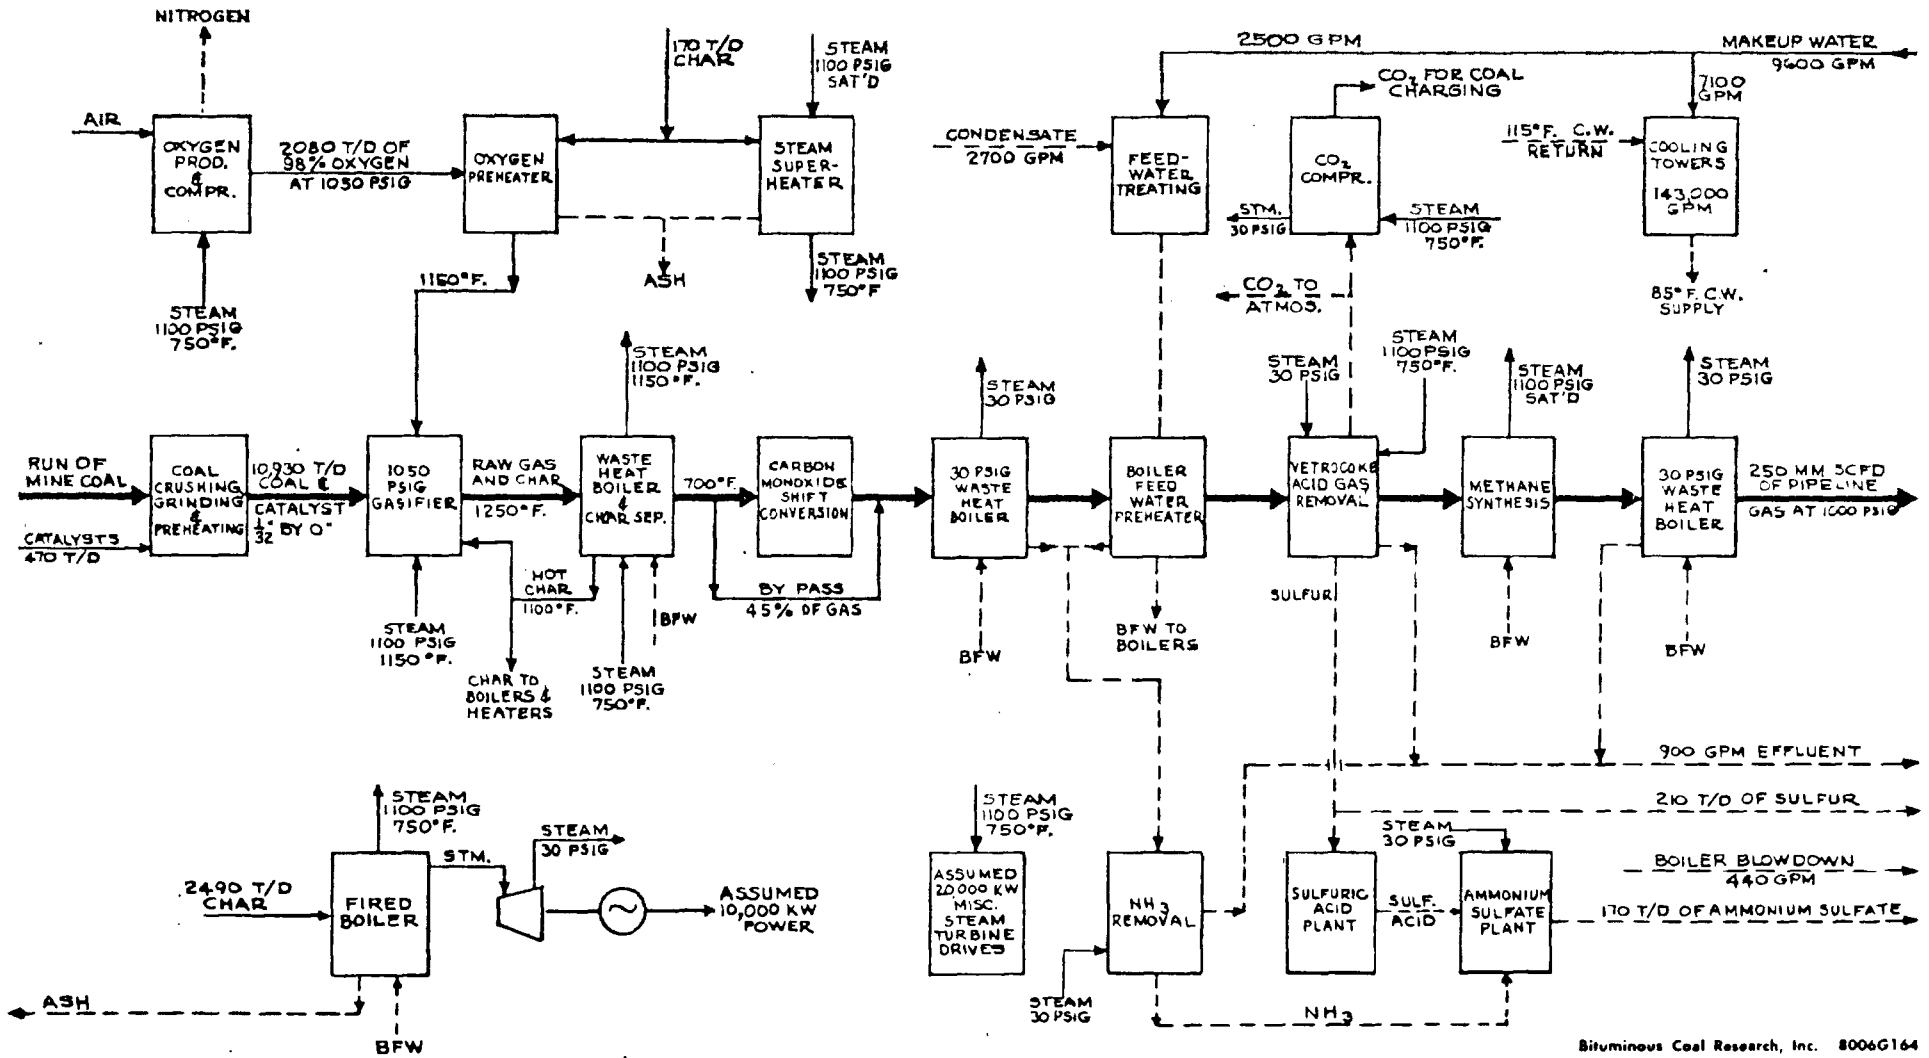 NITROGEN
AIR
OXYGEN
PROD.
&
COMPR.
2080 T/D OF
98% OXYGEN
AT 1050 PSIG
STEAM
1100 PSIG
750°F.
OXYGEN
PREHEATER
170 T/D
CHAR
STEAM
1100 PSIG
SAT'D
STEAM
SUPER-
HEATER
ASH
STEAM
1100 PSIG
750°F
1150°F.
CONDENSATE
2700 GPM
2500 GPM
FEED-
WATER
TREATING
CO2 FOR COAL
CHARGING
CO2
COMPR.
STM.
30 PSIG
STEAM
1100 PSIG
750°F.
CO2 TO
ATMOS.
MAKEUP WATER
9600 GPM
7100
GPM
115°F. C.W.
RETURN
COOLING
TOWERS
143,000
GPM
85°F. C.W.
SUPPLY
RUN OF
MINE COAL
CATALYSTS
470 T/D
COAL
CRUSHING
GRINDING
&
PREHEATING
10,930 T/D
COAL &
CATALYST
1/32" BY 0"
1050
PSIG
GASIFIER
STEAM
1100 PSIG
1150°F.
RAW GAS
AND CHAR
1250°F.
HOT
CHAR
1100°F.
CHAR TO
BOILERS &
HEATERS
STEAM
1100 PSIG
1150°F.
WASTE
HEAT
BOILER
&
CHAR SEP.
STEAM
1100 PSIG
750°F.
BFW
700°F.
CARBON
MONOXIDE
SHIFT
CONVERSION
BY PASS
45% OF GAS
STEAM
30 PSIG
30 PSIG
WASTE
HEAT
BOILER
BFW
BOILER
FEED
WATER
PREHEATER
BFW TO
BOILERS
STEAM
30 PSIG
STEAM
1100 PSIG
750°F.
VETROCOKE
ACID GAS
REMOVAL
SULFUR
STEAM
1100 PSIG
SAT'D
METHANE
SYNTHESIS
BFW
STEAM
30 PSIG
30 PSIG
WASTE
HEAT
BOILER
BFW
250 MM SCFD
OF PIPELINE
GAS AT 1000 PSIG
900 GPM EFFLUENT
210 T/D OF SULFUR
BOILER BLOWDOWN
440 GPM
170 T/D OF AMMONIUM SULFATE
STEAM
1100 PSIG
750°F.
2490 T/D
CHAR
FIRED
BOILER
ASH
BFW
STM.
STEAM
30 PSIG
ASSUMED
10,000 KW
POWER
STEAM
1100 PSIG
750°F.
ASSUMED
20,000 KW
MISC.
STEAM
TURBINE
DRIVES
NH3
REMOVAL
STEAM
30 PSIG
NH3
SULFURIC
ACID
PLANT
SULF.
ACID
STEAM
30 PSIG
AMMONIUM
SULFATE
PLANT
Bituminous Coal Research, Inc. 8006G164